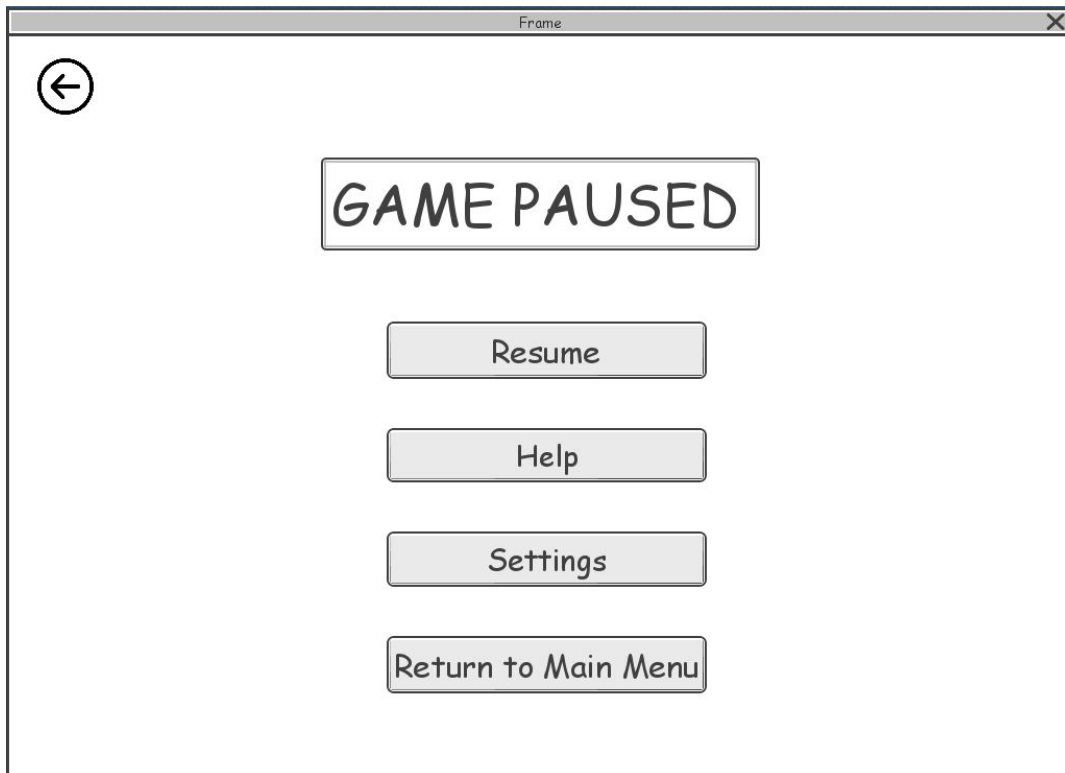 Frame
GAME PAUSED
Resume
Help
Settings
Return to Main Menu